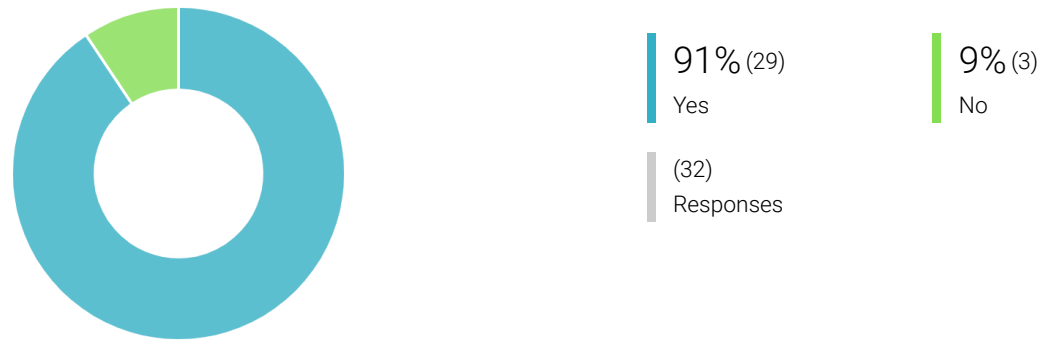 91% (29)
Yes
9% (3)
No
(32)
Responses